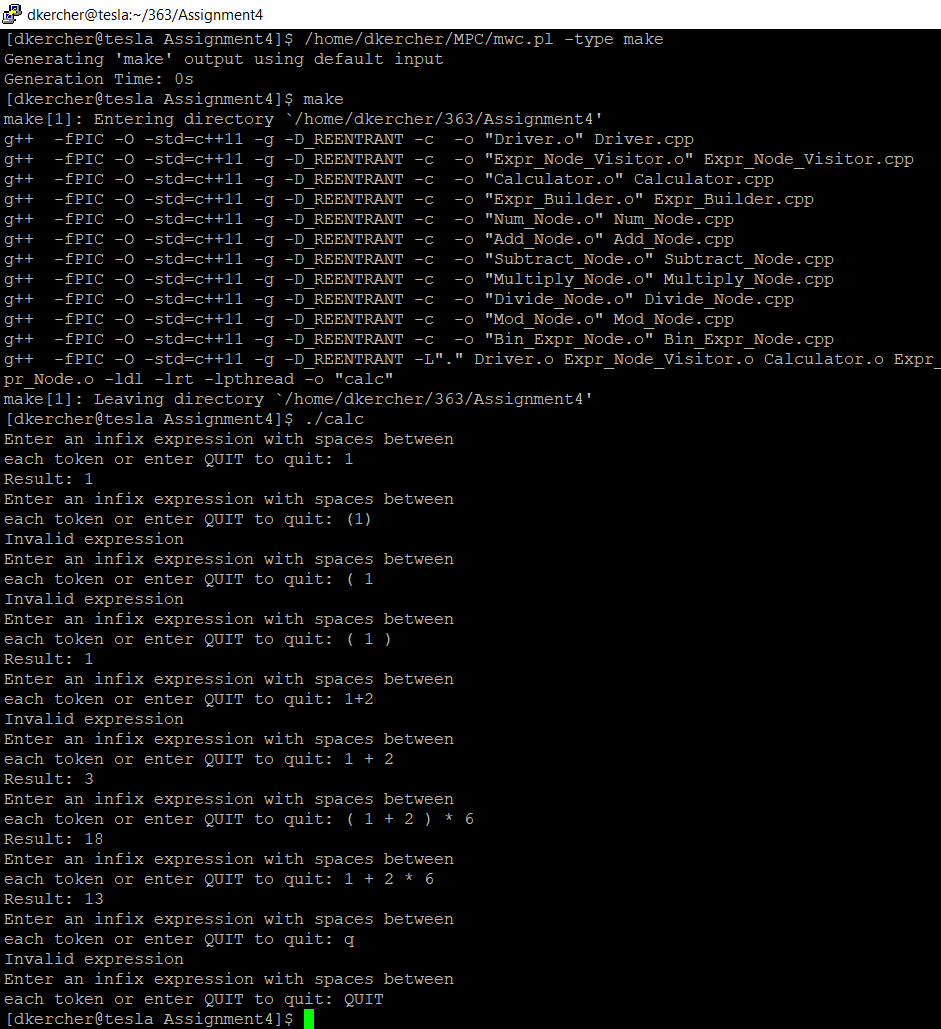 dkercher@tesla:~/363/Assignment4
[dkercher@tesla Assignment4]$ /home/dkercher/MPC/mwc.pl -type make
Generating 'make' output using default input
Generation Time: 0s
[dkercher@tesla Assignment4]$ make
make[1]: Entering directory `/home/dkercher/363/Assignment4'
g++  -fPIC -O -std=c++11 -g -D_REENTRANT -c  -o "Driver.o" Driver.cpp
g++  -fPIC -O -std=c++11 -g -D_REENTRANT -c  -o "Expr_Node_Visitor.o" Expr_Node_Visitor.cpp
g++  -fPIC -O -std=c++11 -g -D_REENTRANT -c  -o "Calculator.o" Calculator.cpp
g++  -fPIC -O -std=c++11 -g -D_REENTRANT -c  -o "Expr_Builder.o" Expr_Builder.cpp
g++  -fPIC -O -std=c++11 -g -D_REENTRANT -c  -o "Num_Node.o" Num_Node.cpp
g++  -fPIC -O -std=c++11 -g -D_REENTRANT -c  -o "Add_Node.o" Add_Node.cpp
g++  -fPIC -O -std=c++11 -g -D_REENTRANT -c  -o "Subtract_Node.o" Subtract_Node.cpp
g++  -fPIC -O -std=c++11 -g -D_REENTRANT -c  -o "Multiply_Node.o" Multiply_Node.cpp
g++  -fPIC -O -std=c++11 -g -D_REENTRANT -c  -o "Divide_Node.o" Divide_Node.cpp
g++  -fPIC -O -std=c++11 -g -D_REENTRANT -c  -o "Mod_Node.o" Mod_Node.cpp
g++  -fPIC -O -std=c++11 -g -D_REENTRANT -c  -o "Bin_Expr_Node.o" Bin_Expr_Node.cpp
g++  -fPIC -O -std=c++11 -g -D_REENTRANT -L"." Driver.o Expr_Node_Visitor.o Calculator.o Expr_
pr_Node.o -ldl -lrt -lpthread -o "calc"
make[1]: Leaving directory `/home/dkercher/363/Assignment4'
[dkercher@tesla Assignment4]$ ./calc
Enter an infix expression with spaces between
each token or enter QUIT to quit: 1
Result: 1
Enter an infix expression with spaces between
each token or enter QUIT to quit: (1)
Invalid expression
Enter an infix expression with spaces between
each token or enter QUIT to quit: ( 1
Invalid expression
Enter an infix expression with spaces between
each token or enter QUIT to quit: ( 1 )
Result: 1
Enter an infix expression with spaces between
each token or enter QUIT to quit: 1+2
Invalid expression
Enter an infix expression with spaces between
each token or enter QUIT to quit: 1 + 2
Result: 3
Enter an infix expression with spaces between
each token or enter QUIT to quit: ( 1 + 2 ) * 6
Result: 18
Enter an infix expression with spaces between
each token or enter QUIT to quit: 1 + 2 * 6
Result: 13
Enter an infix expression with spaces between
each token or enter QUIT to quit: q
Invalid expression
Enter an infix expression with spaces between
each token or enter QUIT to quit: QUIT
[dkercher@tesla Assignment4]$